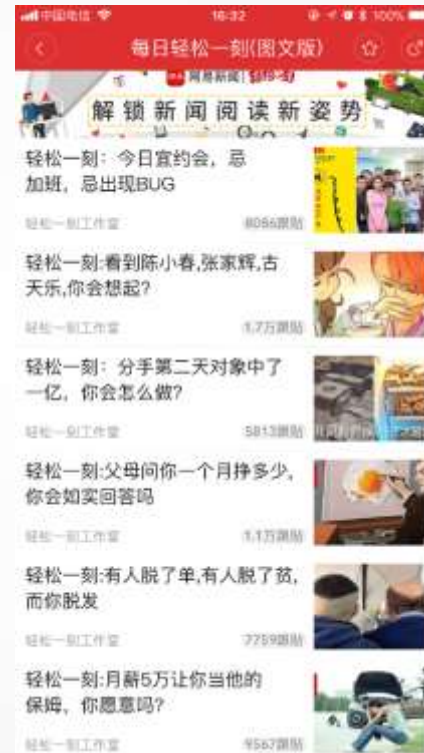 中国电信 16:32 100%
每日轻松一刻(图文版)
网易新闻 轻松一刻
解锁新闻阅读新姿势
轻松一刻：今日宜约会，忌
加班，忌出现BUG
轻松一刻工作室 8086跟贴
轻松一刻:看到陈小春,张家辉,古
天乐,你会想起?
轻松一刻工作室 1.7万跟贴
轻松一刻：分手第二天对象中了
一亿，你会怎么做?
轻松一刻工作室 5813跟贴
轻松一刻:父母问你一个月挣多少,
你会如实回答吗
轻松一刻工作室 1.1万跟贴
轻松一刻:有人脱了单,有人脱了贫,
而你脱发
轻松一刻工作室 7759跟贴
轻松一刻:月薪5万让你当他的
保姆，你愿意吗?
轻松一刻工作室 9567跟贴